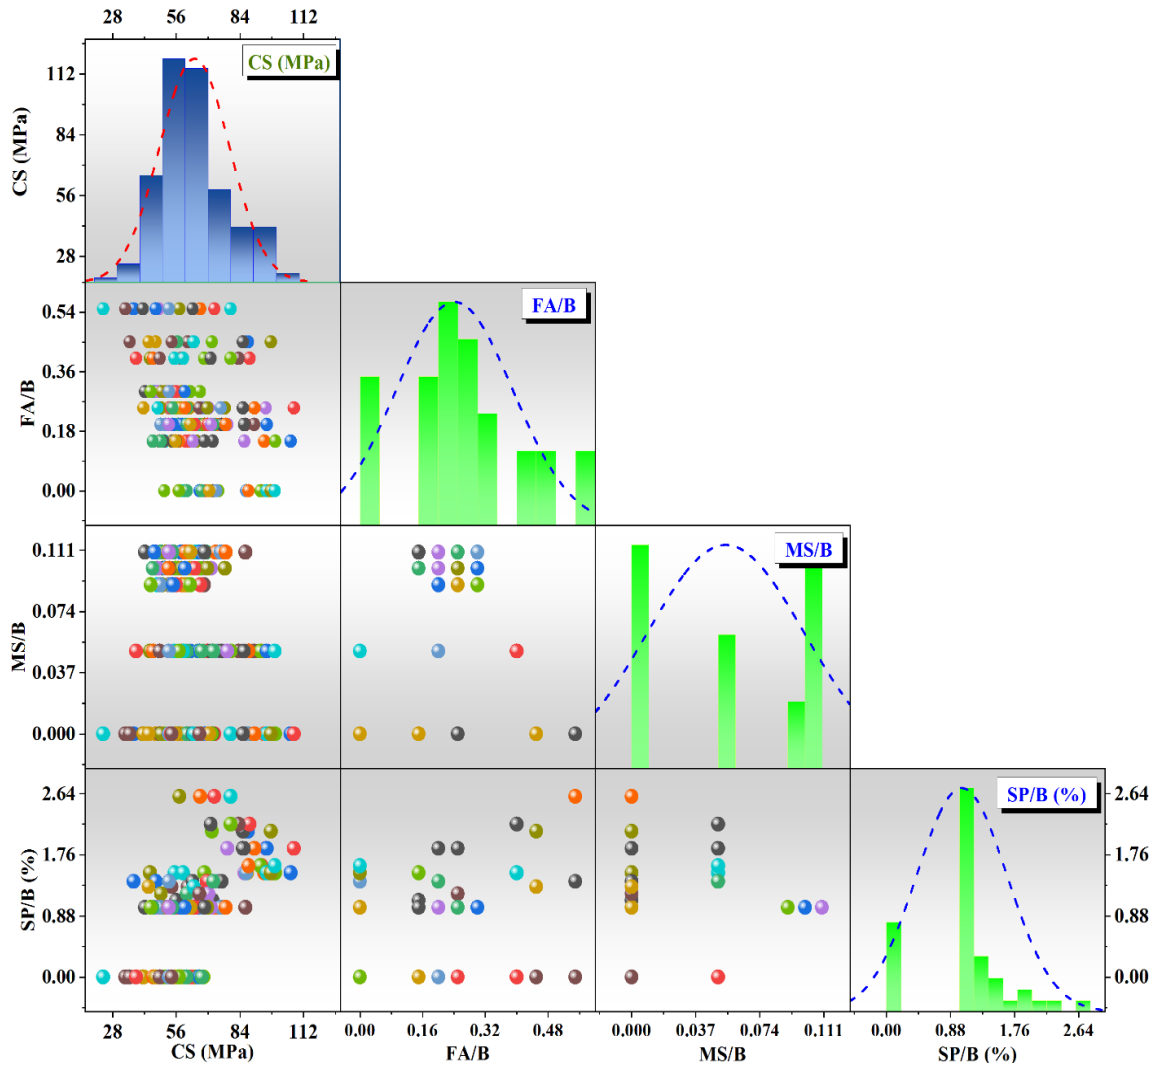 28 56 84 112
CS (MPa)
112
84
56
28
CS (MPa)
FA/B
0.54
0.36
0.18
0.00
FA/B
MS/B
0.111
0.074
0.037
0.000
MS/B
SP/B (%)
2.64 2.64
1.76 1.76
0.88 0.88
0.00 0.00
SP/B (%)
28 56 84 112 0.00 0.16 0.32 0.48 0.000 0.037 0.074 0.111 0.00 0.88 1.76 2.64
CS (MPa) FA/B MS/B SP/B (%)